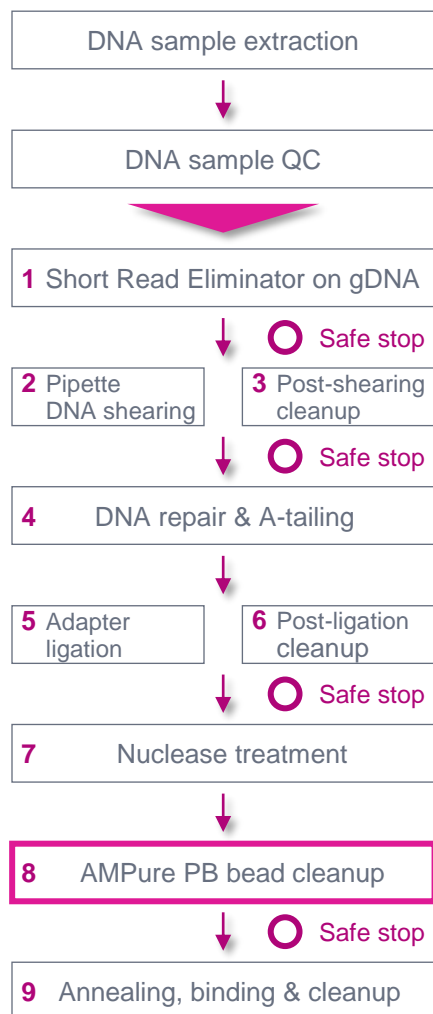 DNA sample extraction
DNA sample QC
1 Short Read Eliminator on gDNA
Safe stop
2 Pipette
DNA shearing
3 Post-shearing
cleanup
Safe stop
4 DNA repair & A-tailing
5 Adapter
ligation
6 Post-ligation
cleanup
Safe stop
7 Nuclease treatment
8 AMPure PB bead cleanup
Safe stop
9 Annealing, binding & cleanup